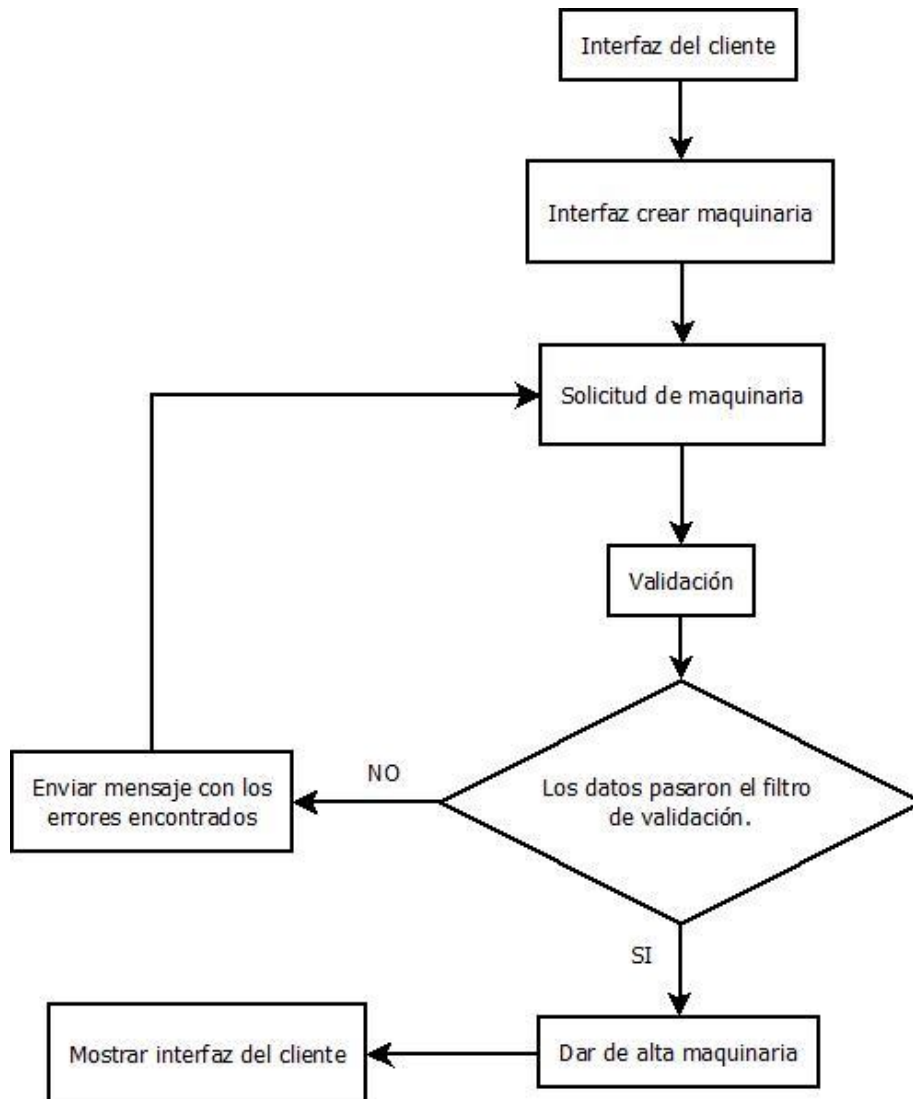 Interfaz del cliente
Interfaz crear maquinaria
Solicitud de maquinaria
Validación
Los datos pasaron el filtro
de validación.
NO
Enviar mensaje con los
errores encontrados
SI
Dar de alta maquinaria
Mostrar interfaz del cliente